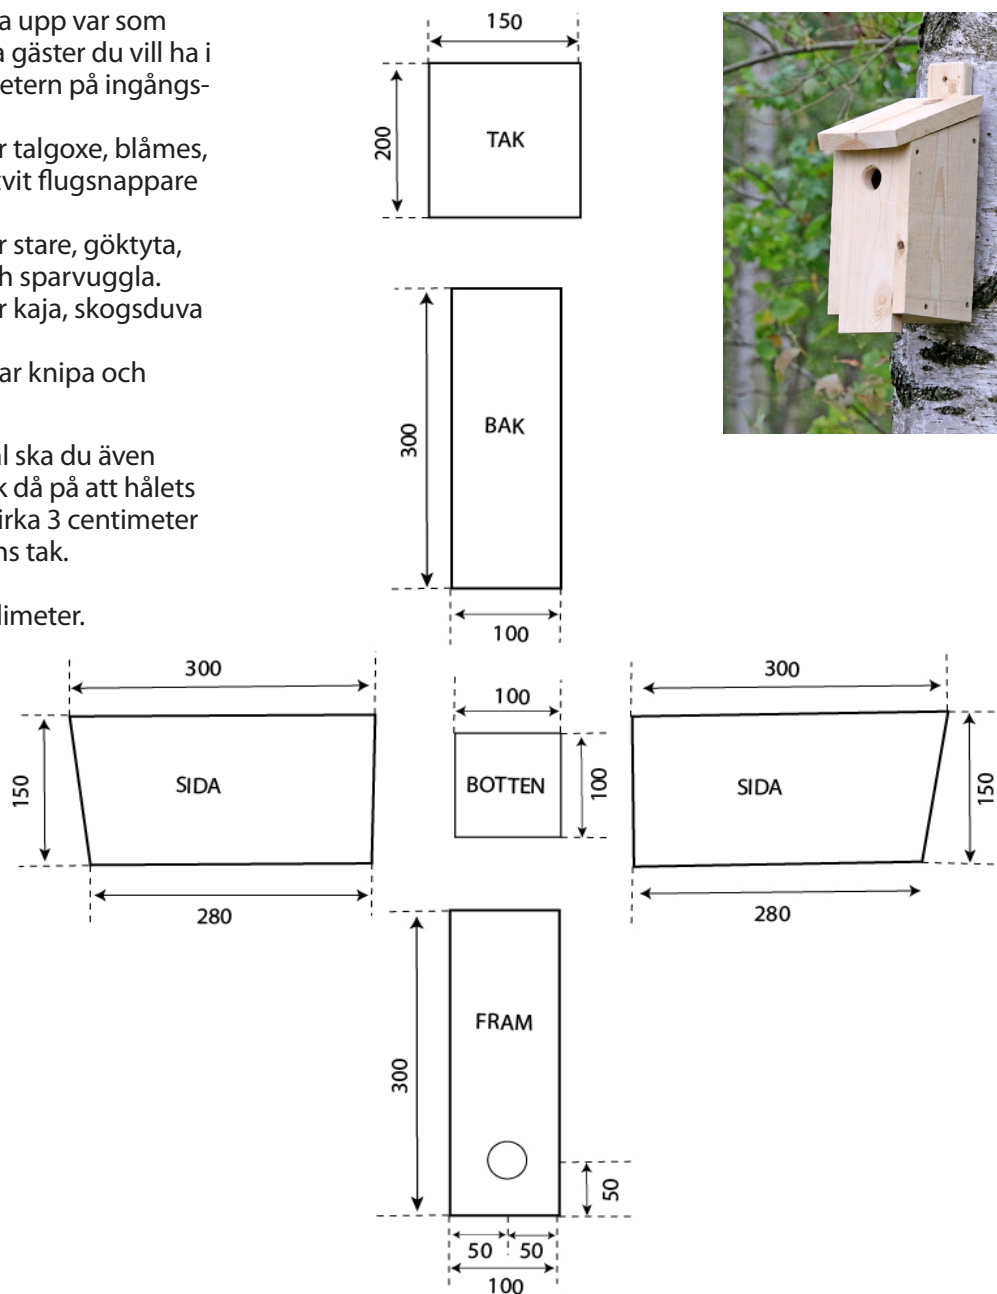 a upp var som
a gäster du vill ha i
etern på ingångs-
r talgoxe, blåmes,
vit flugsnappare
r stare, göktyta,
h sparvuggla.
r kaja, skogsduva
ar knipa och
l ska du även
k då på att hålets
irka 3 centimeter
ns tak.
limeter.
150
200
TAK
300
BAK
100
300
150
SIDA
280
100
BOTTEN
100
300
SIDA
150
280
FRAM
300
50
50 50
100